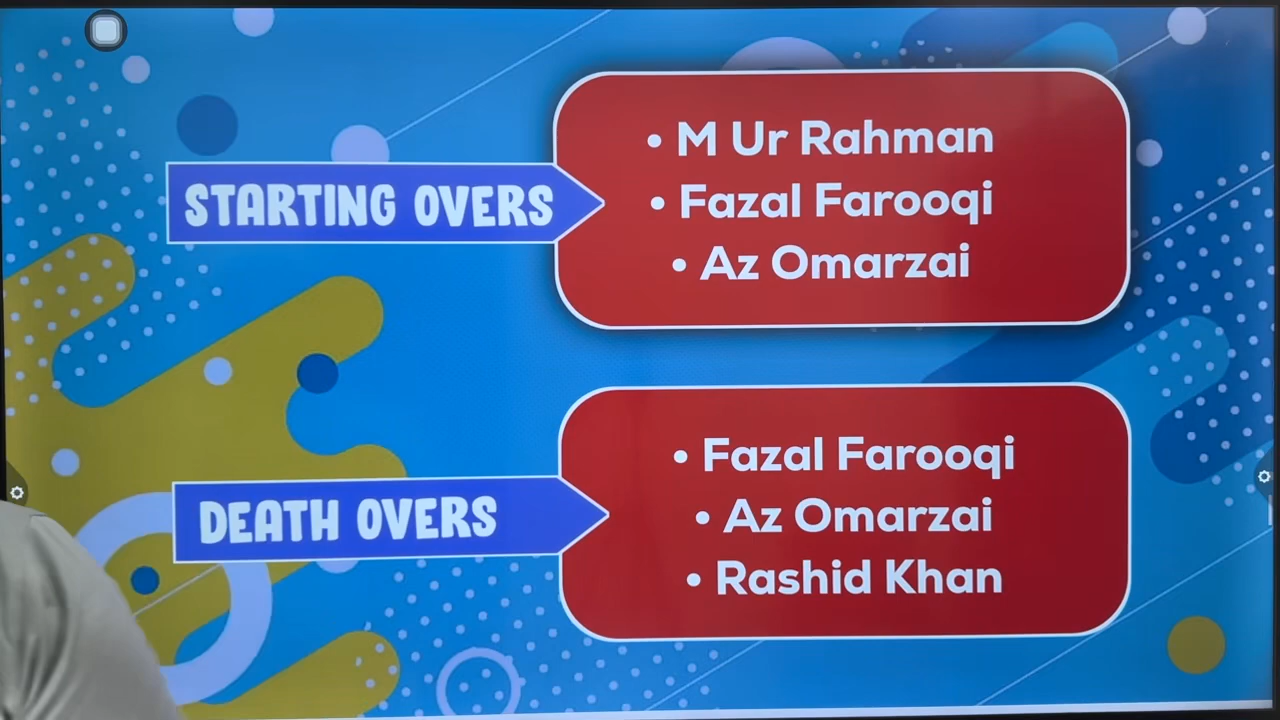 STARTING OVERS
• M Ur Rahman
• Fazal Farooqi
• Az Omarzai
DEATH OVERS
• Fazal Farooqi
• Az Omarzai
• Rashid Khan